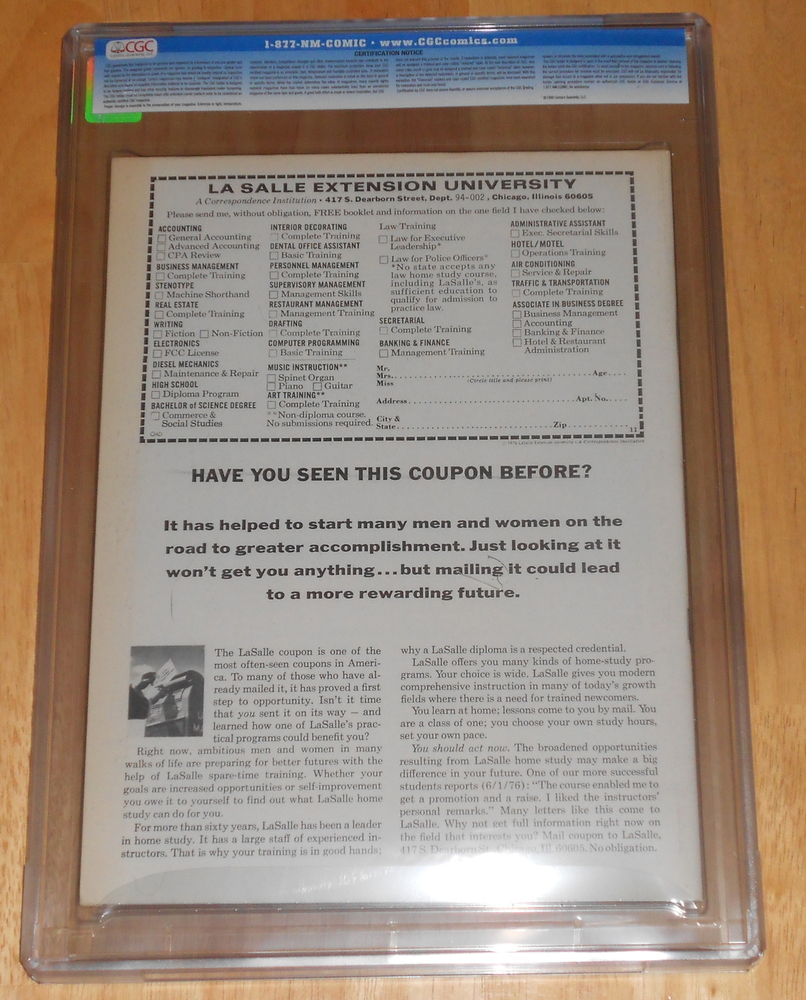 CGC
1-877-NM-COMIC • www.CGCcomics.com
CERTIFICATION NOTICE
LA SALLE EXTENSION UNIVERSITY
A Correspondence Institution • 417 S. Dearborn Street, Dept. 94-002, Chicago, Illinois 60605
Please send me, without obligation, FREE booklet and information on the one field I have checked below:
ACCOUNTING
General Accounting
Advanced Accounting
CPA Review
BUSINESS MANAGEMENT
Complete Training
STENOTYPE
Machine Shorthand
REAL ESTATE
Complete Training
WRITING
Fiction Non-Fiction
ELECTRONICS
FCC License
DIESEL MECHANICS
Maintenance & Repair
HIGH SCHOOL
Diploma Program
BACHELOR of SCIENCE DEGREE
Commerce &
Social Studies
INTERIOR DECORATING
Complete Training
DENTAL OFFICE ASSISTANT
Basic Training
PERSONNEL MANAGEMENT
Complete Training
SUPERVISORY MANAGEMENT
Management Skills
RESTAURANT MANAGEMENT
Management Training
DRAFTING
Complete Training
COMPUTER PROGRAMMING
Basic Training
MUSIC INSTRUCTION**
Spinet Organ
Piano Guitar
ART TRAINING**
Complete Training
**Non-diploma course.
No submissions required.
Law Training
Law for Executive
Leadership*
Law for Police Officers*
*No state accepts any
law home study course,
including LaSalle's, as
sufficient education to
qualify for admission to
practice law.
SECRETARIAL
Complete Training
BANKING & FINANCE
Management Training
ADMINISTRATIVE ASSISTANT
Exec. Secretarial Skills
HOTEL/MOTEL
Operations Training
AIR CONDITIONING
Service & Repair
TRAFFIC & TRANSPORTATION
Complete Training
ASSOCIATE IN BUSINESS DEGREE
Business Management
Accounting
Banking & Finance
Hotel & Restaurant
Administration
Mr.
Mrs. Age
Miss (Circle title and please print)
Address Apt. No.
City &
State Zip
11
HAVE YOU SEEN THIS COUPON BEFORE?
It has helped to start many men and women on the
road to greater accomplishment. Just looking at it
won't get you anything...but mailing it could lead
to a more rewarding future.
The LaSalle coupon is one of the
most often-seen coupons in Ameri-
ca. To many of those who have al-
ready mailed it, it has proved a first
step to opportunity. Isn't it time
that you sent it on its way — and
learned how one of LaSalle's prac-
tical programs could benefit you?
Right now, ambitious men and women in many
walks of life are preparing for better futures with the
help of LaSalle spare-time training. Whether your
goals are increased opportunities or self-improvement
you owe it to yourself to find out what LaSalle home
study can do for you.
For more than sixty years, LaSalle has been a leader
in home study. It has a large staff of experienced in-
structors. That is why your training is in good hands;
why a LaSalle diploma is a respected credential.
LaSalle offers you many kinds of home-study pro-
grams. Your choice is wide. LaSalle gives you modern
comprehensive instruction in many of today's growth
fields where there is a need for trained newcomers.
You learn at home; lessons come to you by mail. You
are a class of one; you choose your own study hours,
set your own pace.
You should act now. The broadened opportunities
resulting from LaSalle home study may make a big
difference in your future. One of our more successful
students reports (6/1/76): "The course enabled me to
get a promotion and a raise. I liked the instructors'
personal remarks." Many letters like this come to
LaSalle. Why not get full information right now on
the field that interests you? Mail coupon to LaSalle,
417 S. Dearborn St., Chicago, Ill. 60605. No obligation.